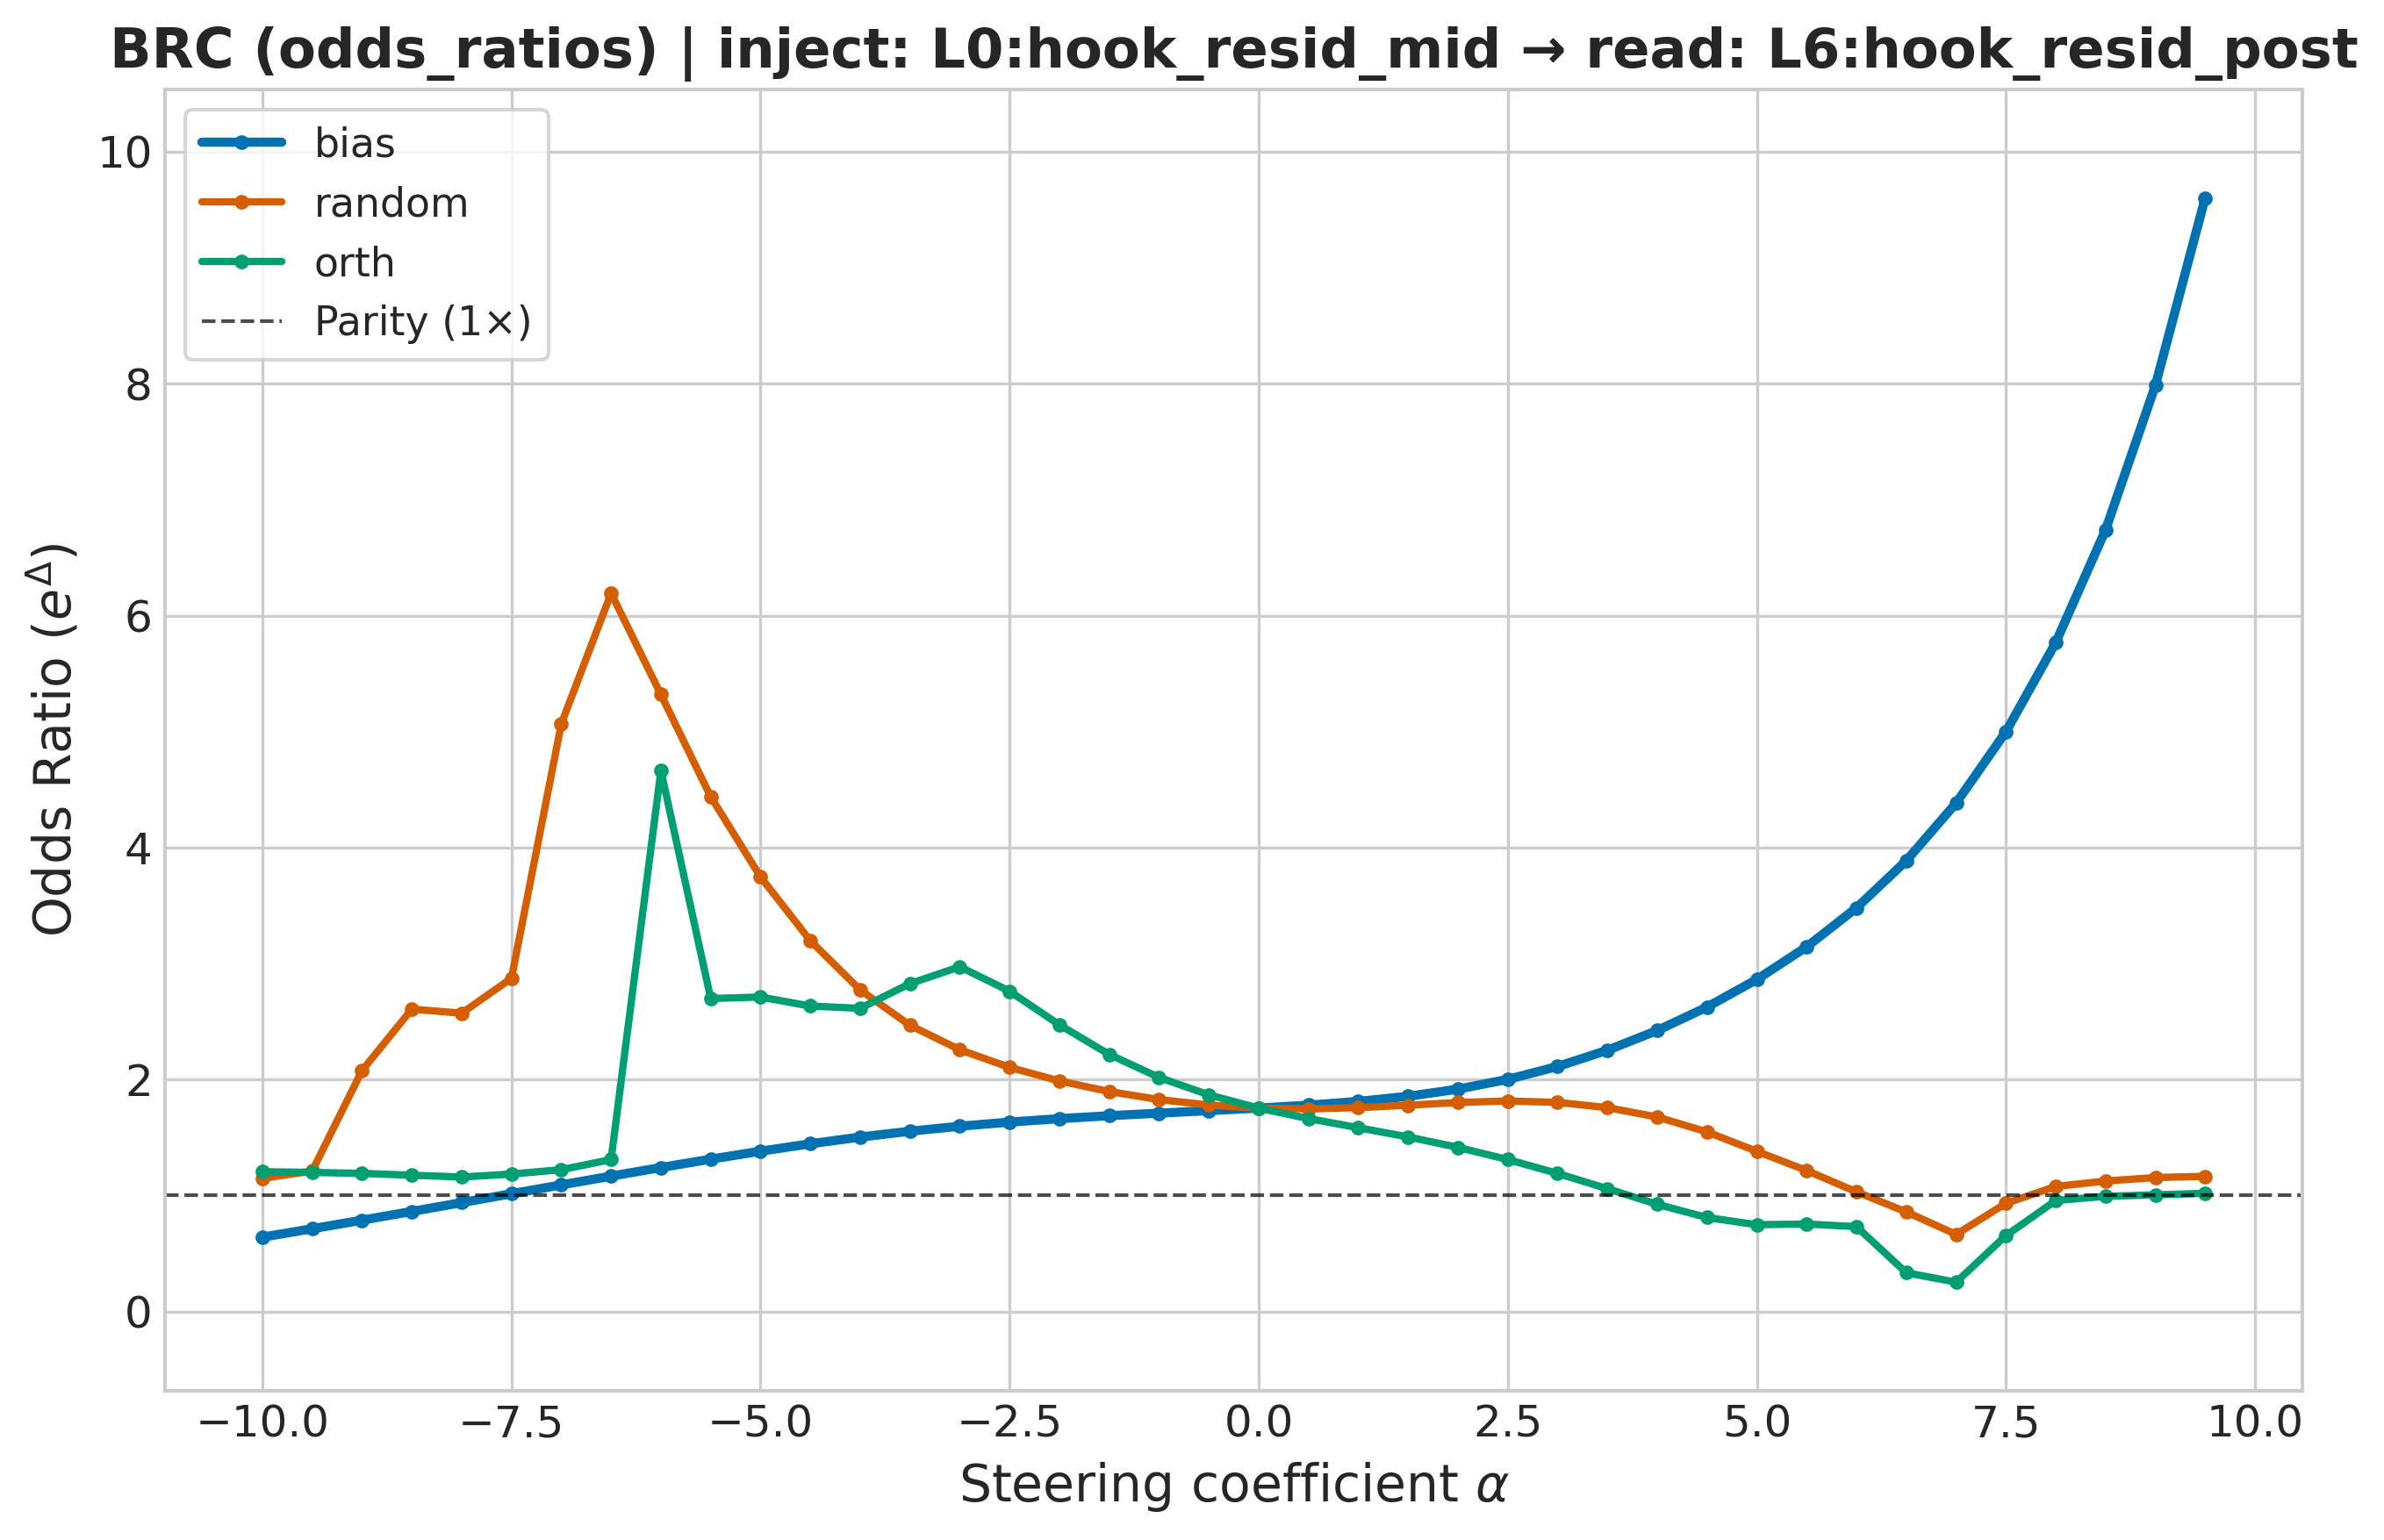 BRC (odds_ratios) | inject: L0:hook_resid_mid → read: L6:hook_resid_post
bias
random
orth
Parity (1×)
10
8
6
4
2
0
Odds Ratio (e^Δ)
−10.0 −7.5 −5.0 −2.5 0.0 2.5 5.0 7.5 10.0
Steering coefficient α